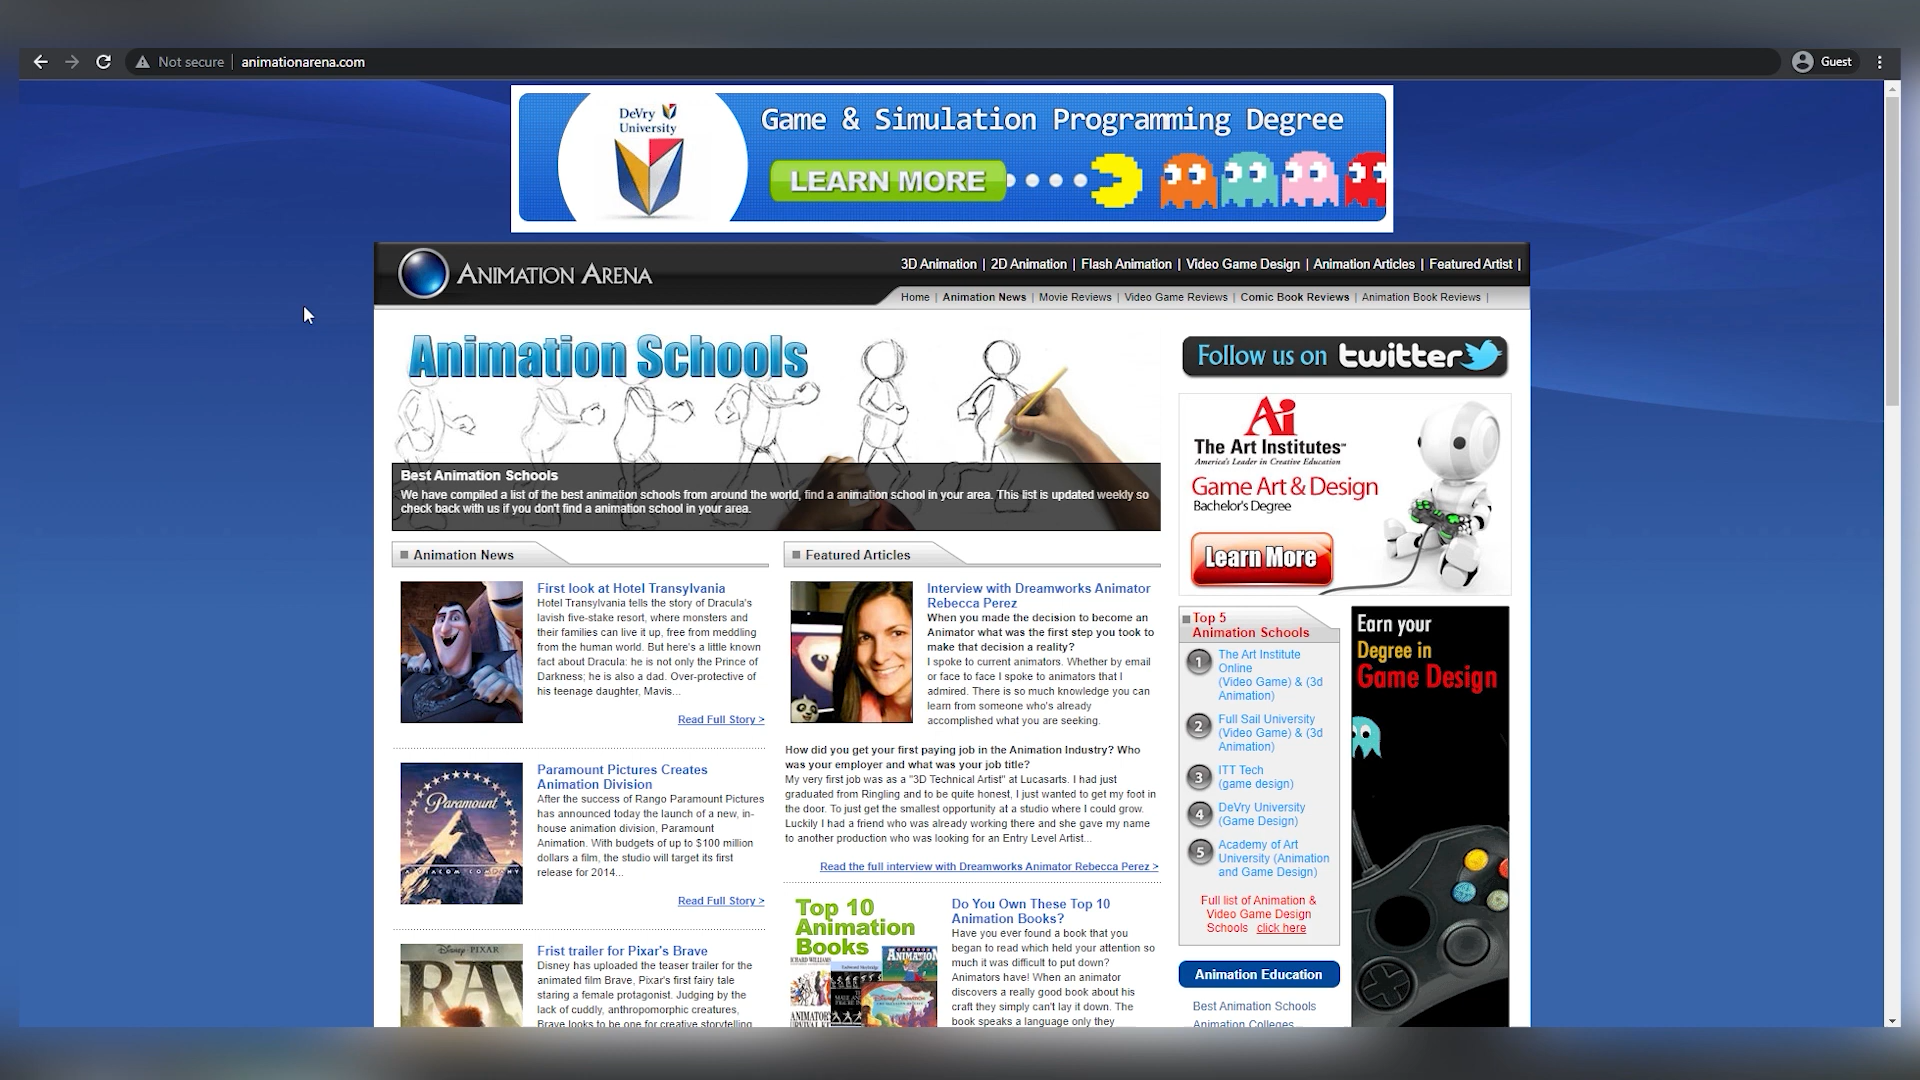 Not secure
animationarena.com
Guest
DeVry
University
Game & Simulation Programming Degree
LEARN MORE
ANIMATION ARENA
3D Animation | 2D Animation | Flash Animation | Video Game Design | Animation Articles | Featured Artist |
Home | Animation News | Movie Reviews | Video Game Reviews | Comic Book Reviews | Animation Book Reviews |
Animation Schools
Best Animation Schools
We have compiled a list of the best animation schools from around the world, find a animation school in your area. This list is updated weekly so
check back with us if you don't find a animation school in your area.
Animation News
First look at Hotel Transylvania
Hotel Transylvania tells the story of Dracula's
lavish five-stake resort, where monsters and
their families can live it up, free from meddling
from the human world. But here's a little known
fact about Dracula: he is not only the Prince of
Darkness; he is also a dad. Over-protective of
his teenage daughter, Mavis...
Read Full Story >
Paramount
Paramount Pictures Creates
Animation Division
After the success of Rango Paramount Pictures
has announced today the launch of a new, in-
house animation division, Paramount
Animation. With budgets of up to $100 million
dollars a film, the studio will target its first
release for 2014...
Read Full Story >
Disney PIXAR
Frist trailer for Pixar's Brave
Disney has uploaded the teaser trailer for the
animated film Brave, Pixar's first fairy tale
staring a female protagonist. Judging by the
lack of cuddly, anthropomorphic creatures,
Brave looks to be one for creative storytelling
Featured Articles
Interview with Dreamworks Animator
Rebecca Perez
When you made the decision to become an
Animator what was the first step you took to
make that decision a reality?
I spoke to current animators. Whether by email
or face to face I spoke to animators that I
admired. There is so much knowledge you can
learn from someone who's already
accomplished what you are seeking.
How did you get your first paying job in the Animation Industry? Who
was your employer and what was your job title?
My very first job was as a "3D Technical Artist" at Lucasarts. I had just
graduated from Ringling and to be quite honest, I just wanted to get my foot in
the door. To just get the smallest opportunity at a studio where I could grow.
Luckily I had a friend who was already working there and she gave my name
to another production who was looking for an Entry Level Artist...
Read the full interview with Dreamworks Animator Rebecca Perez >
Top 10
Animation
Books
Do You Own These Top 10
Animation Books?
Have you ever found a book that you
began to read which held your attention so
much it was difficult to put down?
Animators have! When an animator
discovers a really good book about his
craft they simply can't lay it down. The
book speaks a language only they
Follow us on twitter
Ai
The Art Institutes
America's Leader in Creative Education
Game Art & Design
Bachelor's Degree
Learn More
Top 5
Animation Schools
1 The Art Institute
Online
(Video Game) & (3d
Animation)
2 Full Sail University
(Video Game) & (3d
Animation)
3 ITT Tech
(game design)
4 DeVry University
(Game Design)
5 Academy of Art
University (Animation
and Game Design)
Full list of Animation &
Video Game Design
Schools click here
Animation Education
Best Animation Schools
Animation Colleges
Earn your
Degree in
Game Design